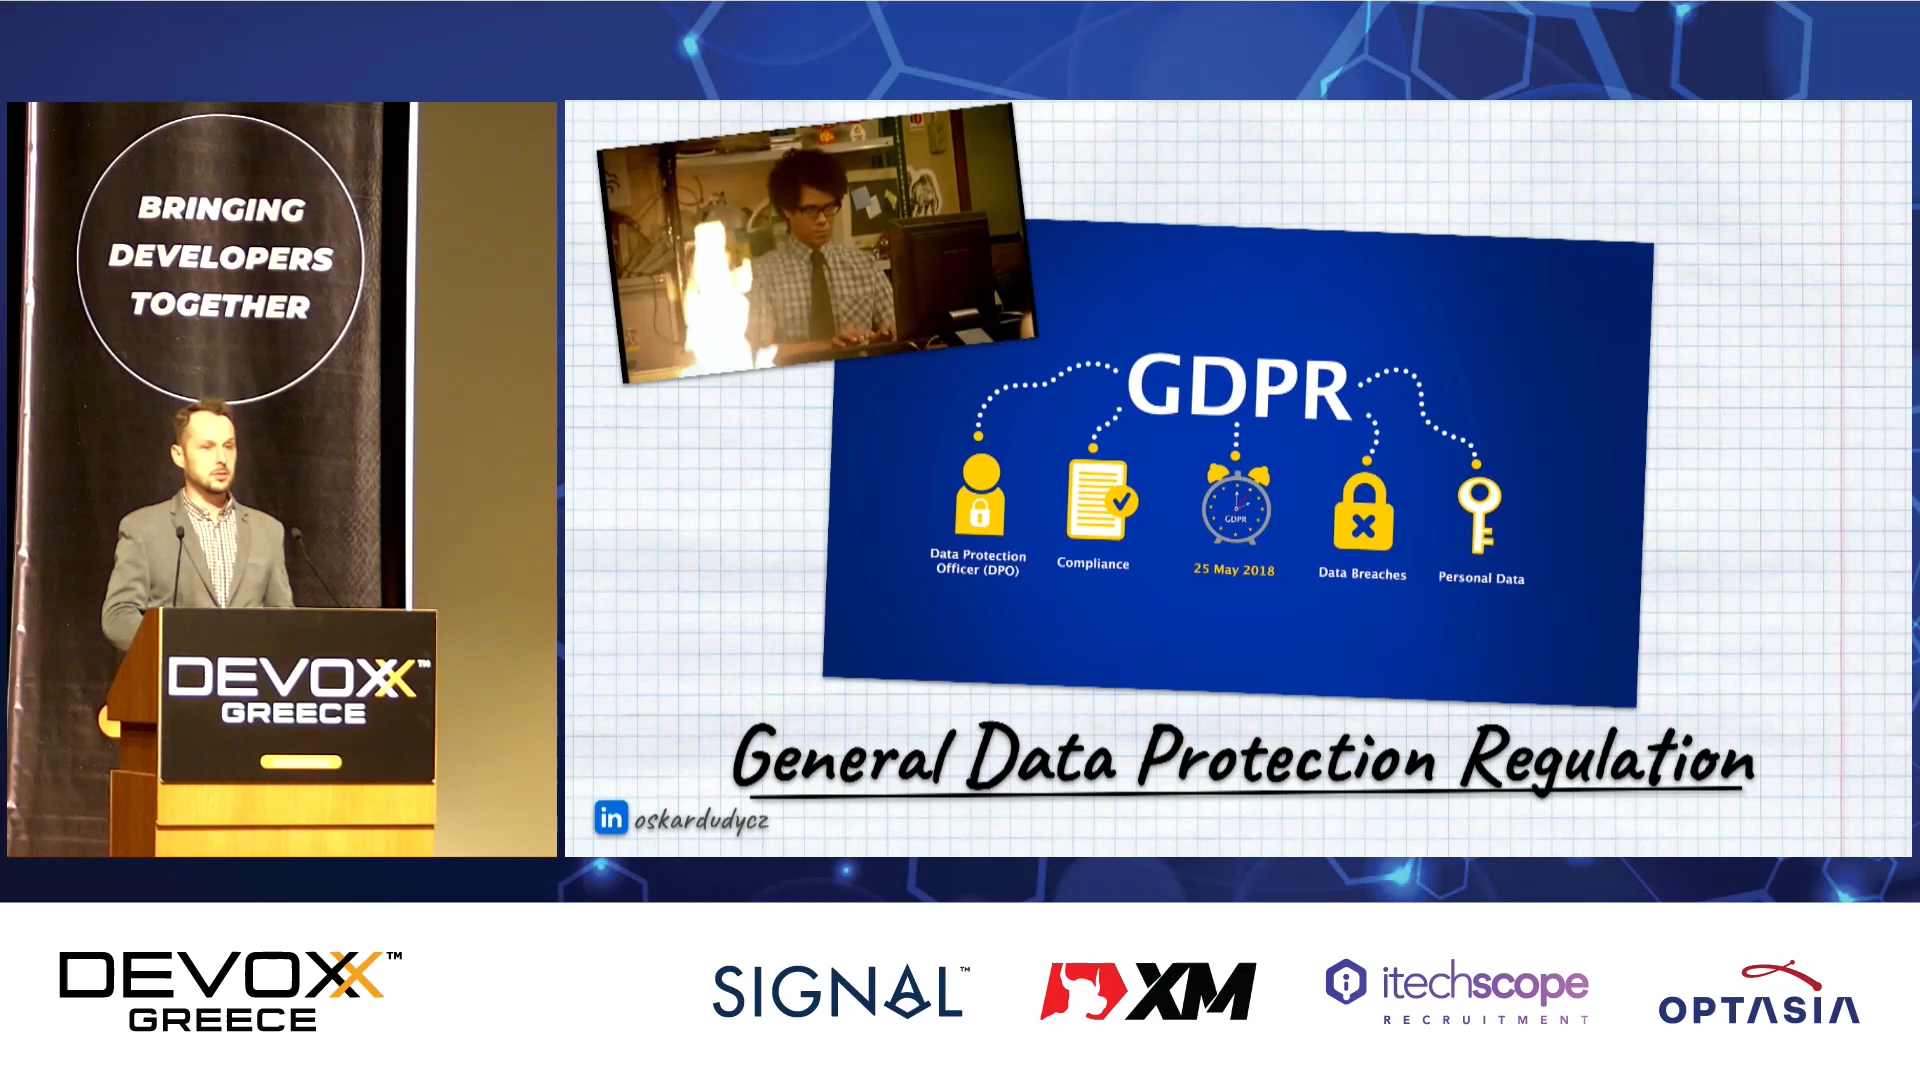 BRINGING
DEVELOPERS
TOGETHER
DEVOXX™
GREECE
GDPR
GDPR
Data Protection
Officer (DPO)
Compliance
25 May 2018
Data Breaches
Personal Data
General Data Protection Regulation
in oskardudycz
DEVOXX™
GREECE
SIGNAL™
XM
itechscope
RECRUITMENT
OPTASIA